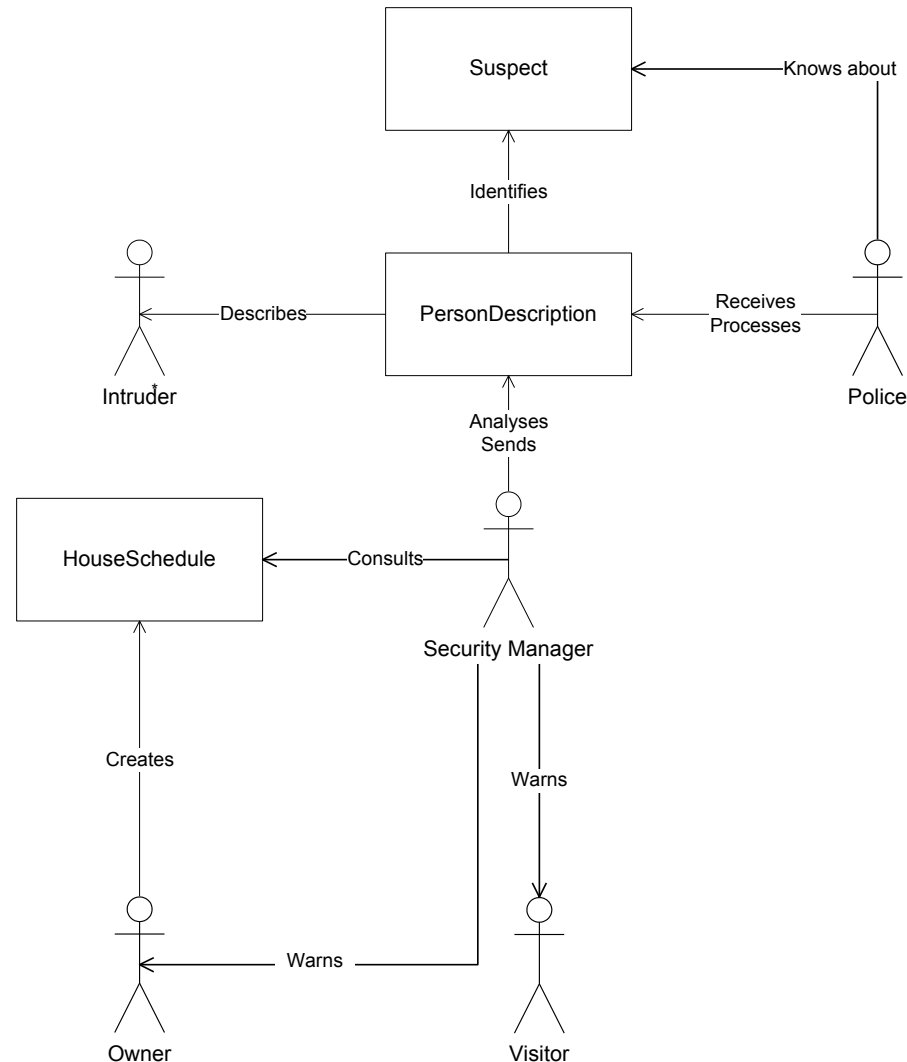 Suspect
Knows about
Identifies
Describes
PersonDescription
Receives
Processes
Intruder
*
Police
Analyses
Sends
HouseSchedule
Consults
Security Manager
Creates
Warns
Warns
Owner
Visitor